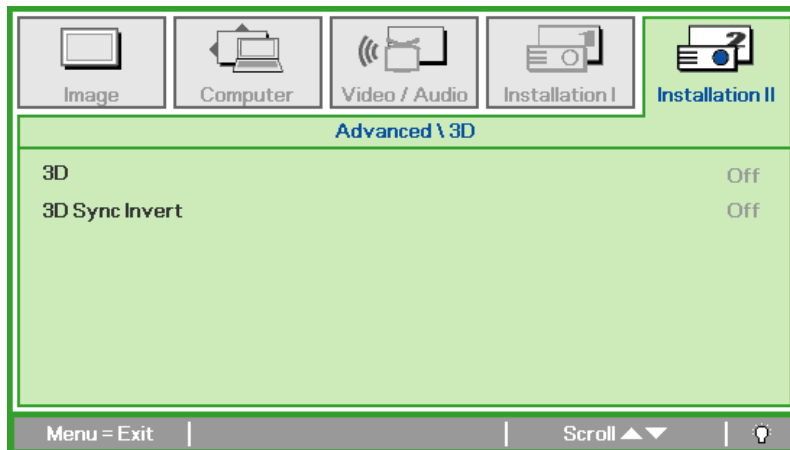 Image Computer Video / Audio Installation I Installation II
Advanced \ 3D
3D Off
3D Sync Invert Off
Menu = Exit Scroll